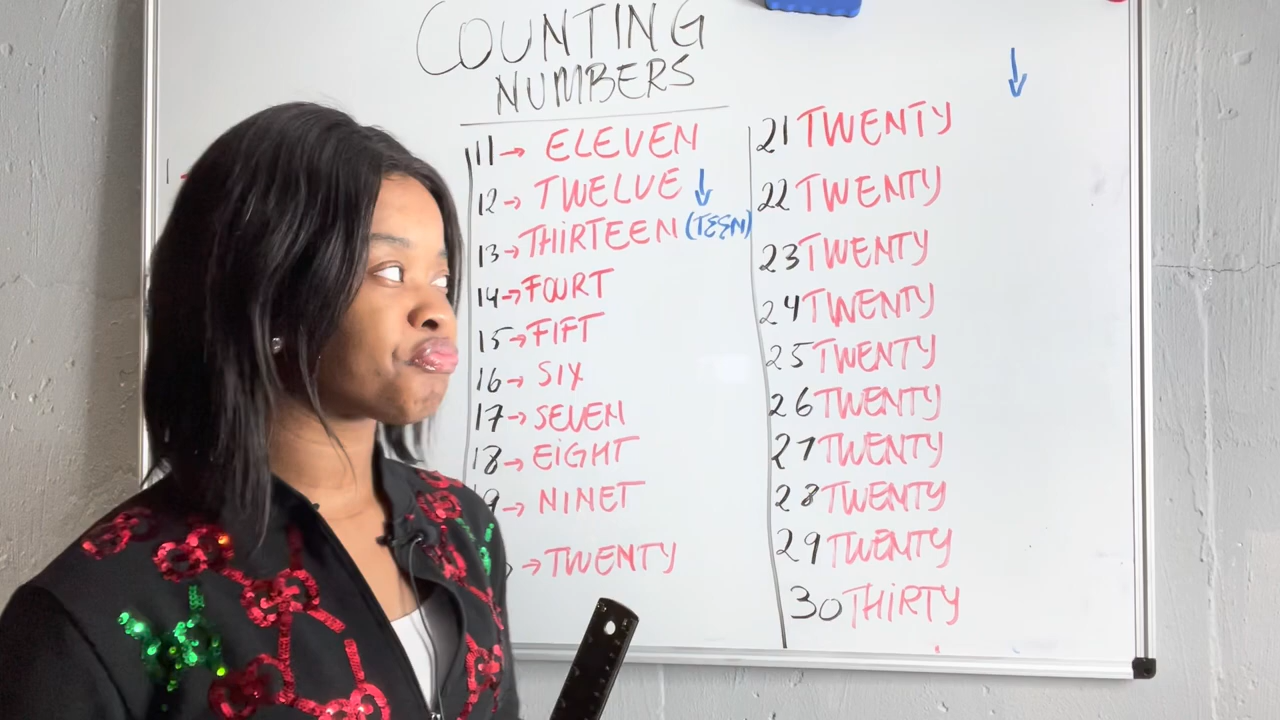 COUNTING
NUMBERS
11→ ELEVEN
12→ TWELVE
13→THIRTEEN (TEEN)
14→FOURT
15→FIFT
16→ SIX
17→ SEVEN
18→ EIGHT
9→ NINET
→TWENTY
21 TWENTY
22 TWENTY
23 TWENTY
24 TWENTY
25 TWENTY
26 TWENTY
27 TWENTY
28 TWENTY
29 TWENTY
30 THIRTY